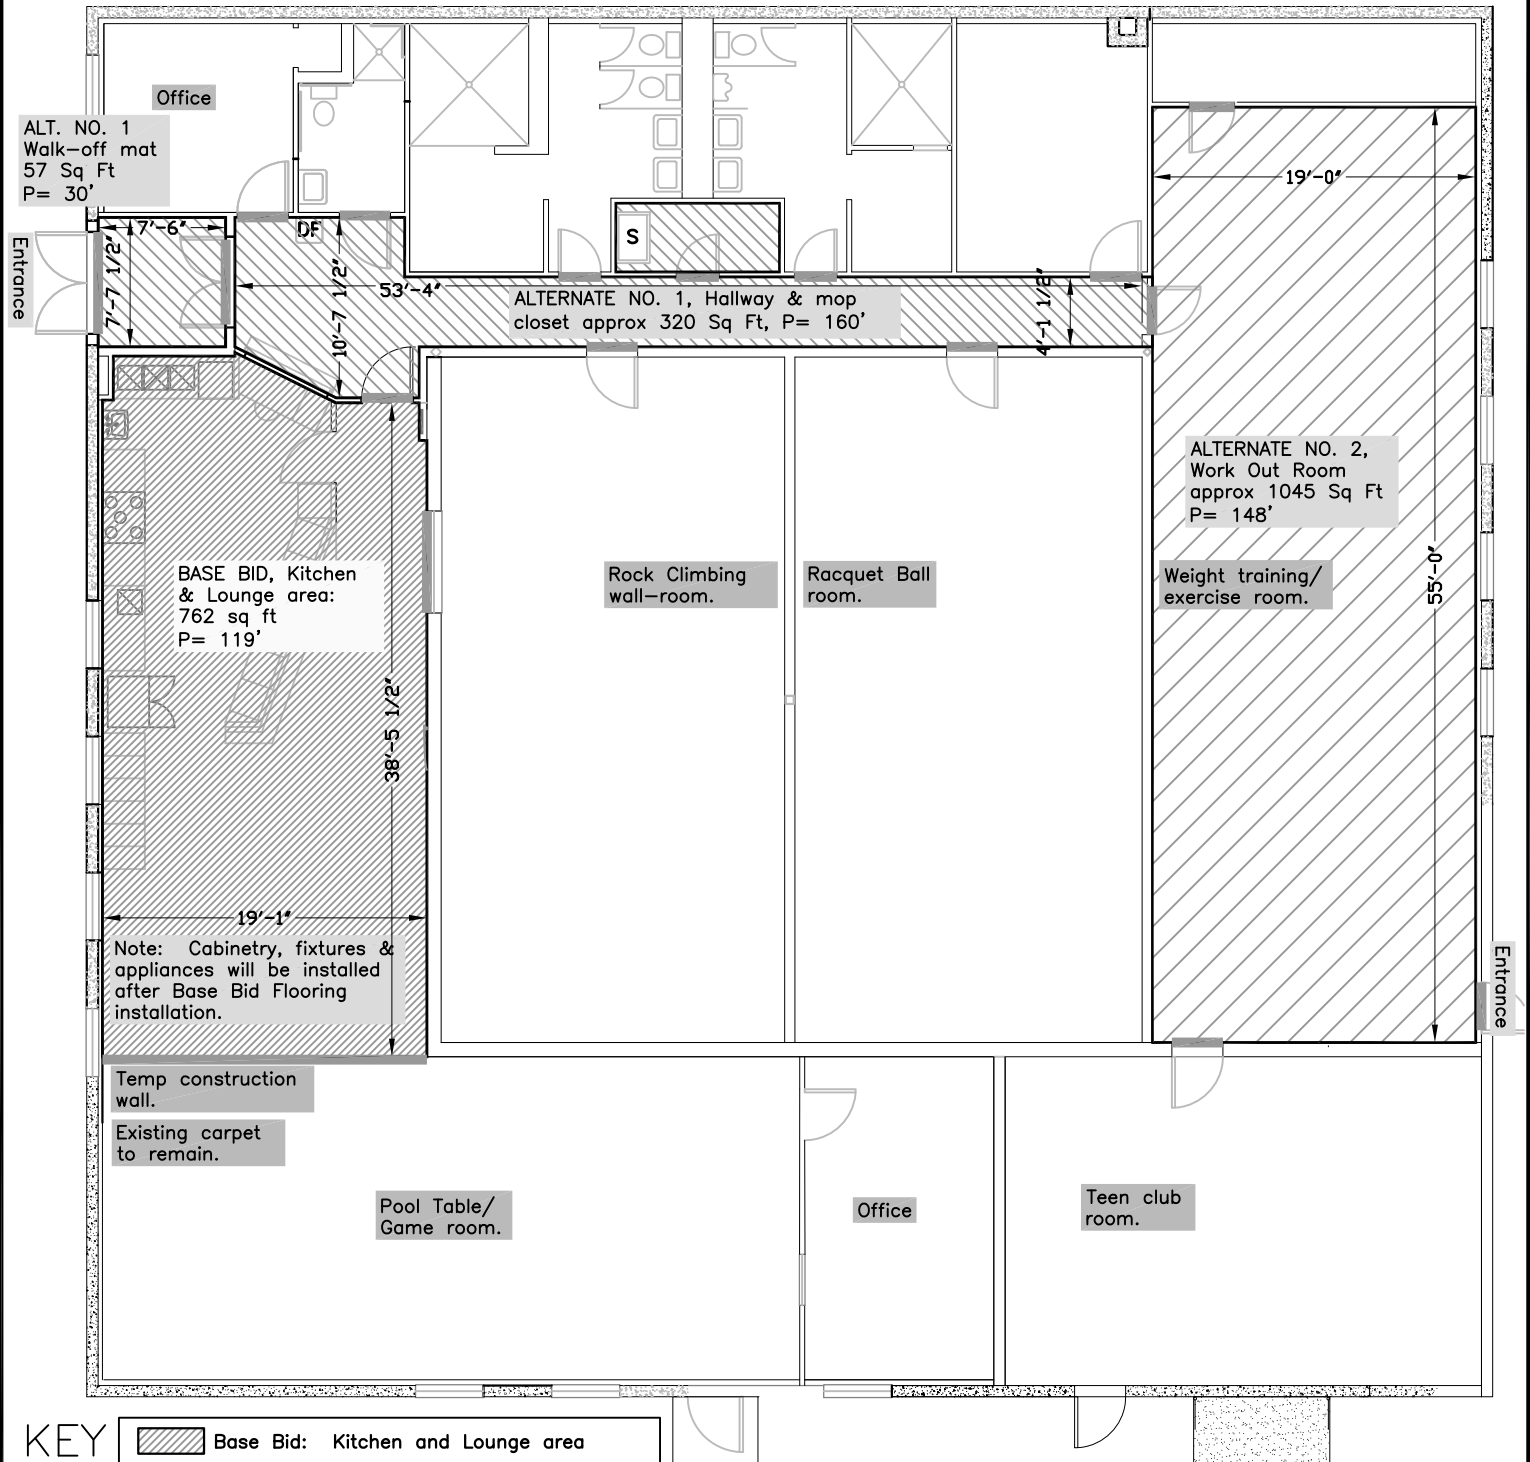 Office
ALT. NO. 1
Walk-off mat
57 Sq Ft
P= 30'
7'-6"
7'-7 1/2"
Entrance
DF
10'-7 1/2"
53'-4"
S
ALTERNATE NO. 1, Hallway & mop
closet approx 320 Sq Ft, P= 160'
4'-1 1/2"
19'-0"
ALTERNATE NO. 2,
Work Out Room
approx 1045 Sq Ft
P= 148'
55'-0"
Weight training/
exercise room.
BASE BID, Kitchen
& Lounge area:
762 sq ft
P= 119'
Rock Climbing
wall-room.
Racquet Ball
room.
38'-5 1/2"
19'-1"
Note:  Cabinetry, fixtures &
appliances will be installed
after Base Bid Flooring
installation.
Entrance
Temp construction
wall.
Existing carpet
to remain.
Pool Table/
Game room.
Office
Teen club
room.
KEY
Base Bid:  Kitchen and Lounge area